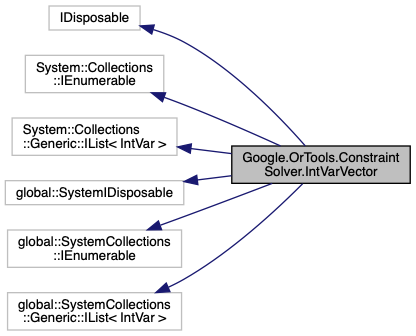 IDisposable
System::Collections
::IEnumerable
System::Collections
::Generic::IList< IntVar >
Google.OrTools.Constraint
Solver.IntVarVector
global::SystemIDisposable
global::SystemCollections
::IEnumerable
global::SystemCollections
::Generic::IList< IntVar >